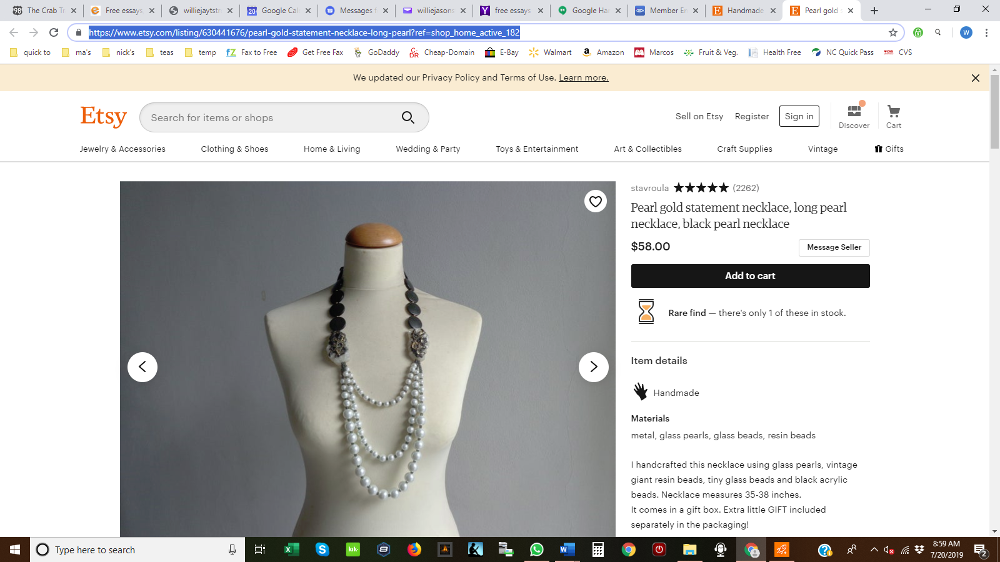 The Crab Tr
Free essays,
williejaytstr
Google Cal
Messages f
williejasons
free essays
Google Ha
Member En
Handmade
Pearl gold s
https://www.etsy.com/listing/630441676/pearl-gold-statement-necklace-long-pearl?ref=shop_home_active_182
W
quick to
ma's
nick's
teas
temp
Fax to Free
Get Free Fax
GoDaddy
Cheap-Domain
E-Bay
Walmart
Amazon
Marcos
Fruit & Veg.
Health Free
NC Quick Pass
CVS
We updated our Privacy Policy and Terms of Use. Learn more.
Etsy
Search for items or shops
Sell on Etsy
Register
Sign in
Discover
Cart
Jewelry & Accessories
Clothing & Shoes
Home & Living
Wedding & Party
Toys & Entertainment
Art & Collectibles
Craft Supplies
Vintage
Gifts
stavroula ★★★★★ (2262)
Pearl gold statement necklace, long pearl
necklace, black pearl necklace
$58.00
Message Seller
Add to cart
Rare find — there's only 1 of these in stock.
Item details
Handmade
Materials
metal, glass pearls, glass beads, resin beads
I handcrafted this necklace using glass pearls, vintage
giant resin beads, tiny glass beads and black acrylic
beads. Necklace measures 35-38 inches.
It comes in a gift box. Extra little GIFT included
separately in the packaging!
Type here to search
8:59 AM
7/20/2019
2